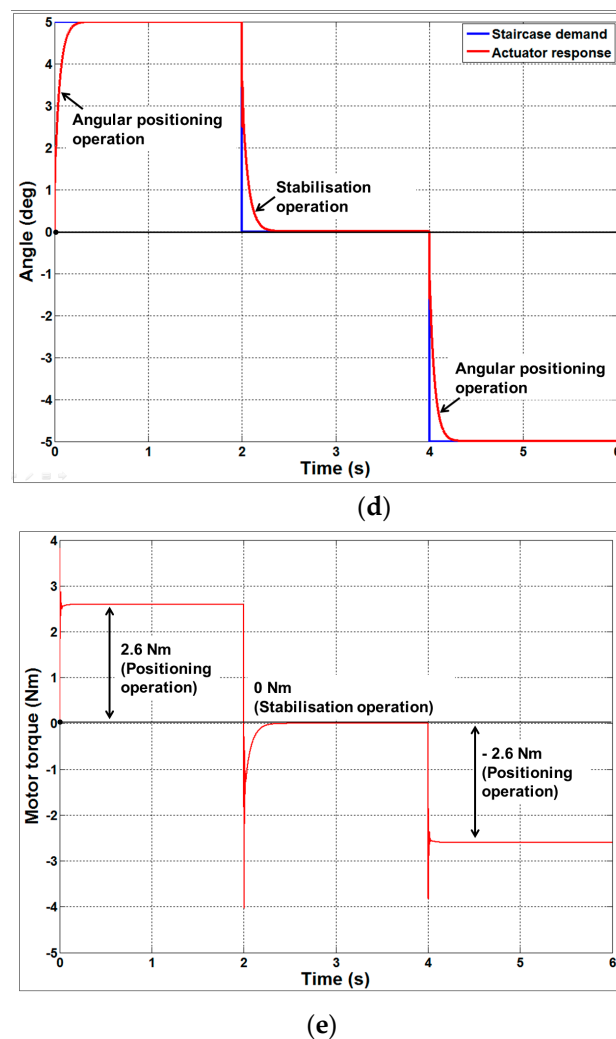 5
4
3
2
1
0
-1
-2
-3
-4
-5
Angle (deg)
Staircase demand
Actuator response
Angular positioning
operation
Stabilisation
operation
Angular positioning
operation
0
1
2
3
4
5
6
Time (s)
(d)
4
3
2
1
0
-1
-2
-3
-4
-5
Motor torque (Nm)
2.6 Nm
(Positioning
operation)
0 Nm
(Stabilisation operation)
- 2.6 Nm
(Positioning
operation)
0
1
2
3
4
5
6
Time (s)
(e)